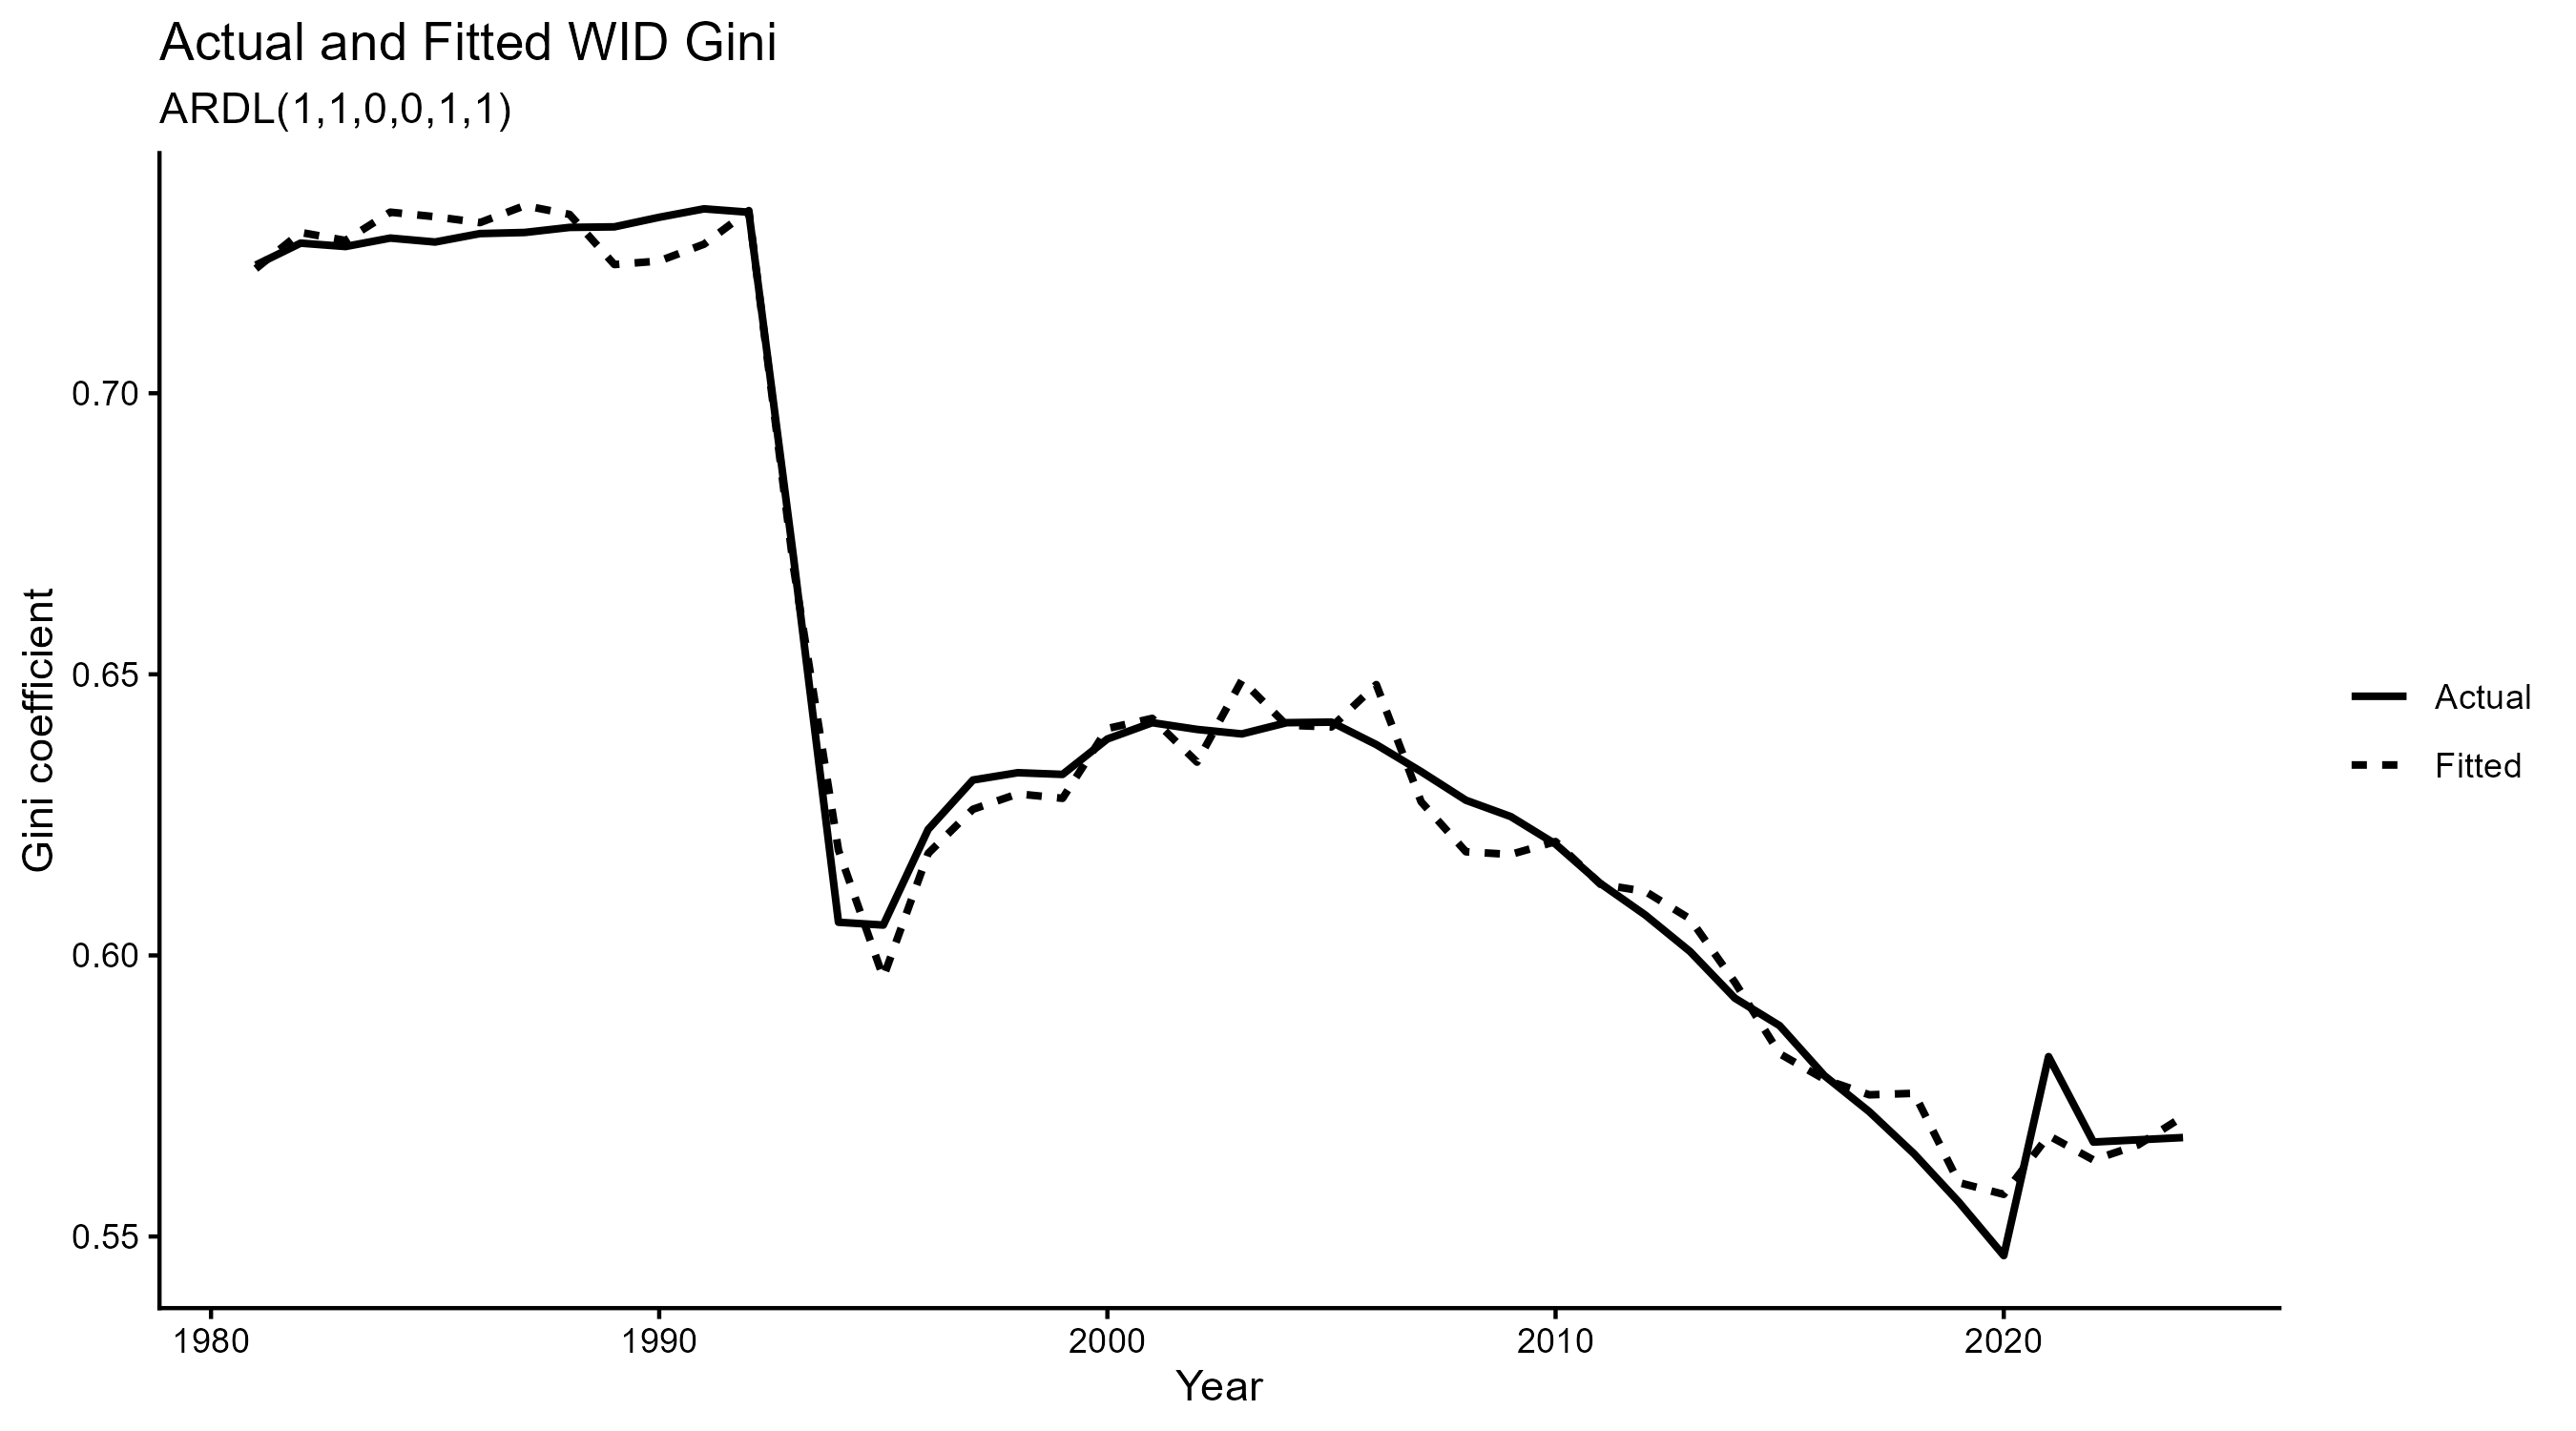 Actual and Fitted WID Gini
ARDL(1,1,0,0,1,1)
Gini coefficient
0.70
0.65
0.60
0.55
1980
1990
2000
2010
2020
Year
Actual
Fitted